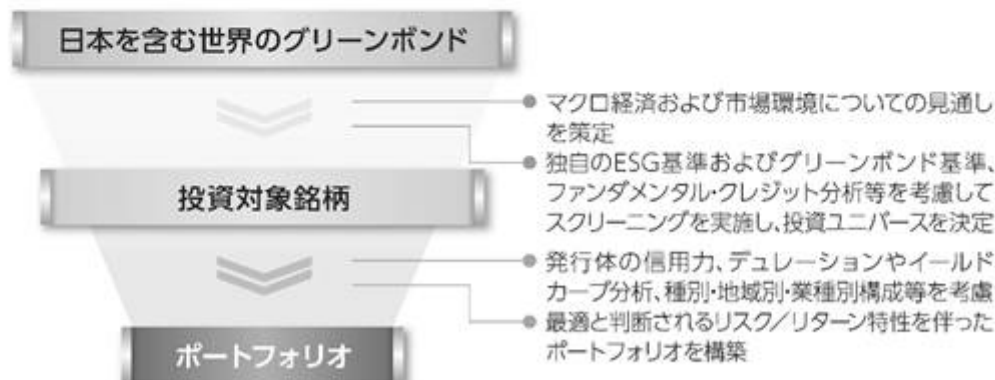 日本を含む世界のグリーンボンド
マクロ経済および市場環境についての見通し
を策定
独自のESG基準およびグリーンボンド基準、
ファンダメンタル・クレジット分析等を考慮して
スクリーニングを実施し、投資ユニバースを決定
投資対象銘柄
発行体の信用力、デュレーションやイールド
カーブ分析、種別・地域別・業種別構成等を考慮
最適と判断されるリスク／リターン特性を伴った
ポートフォリオを構築
ポートフォリオ